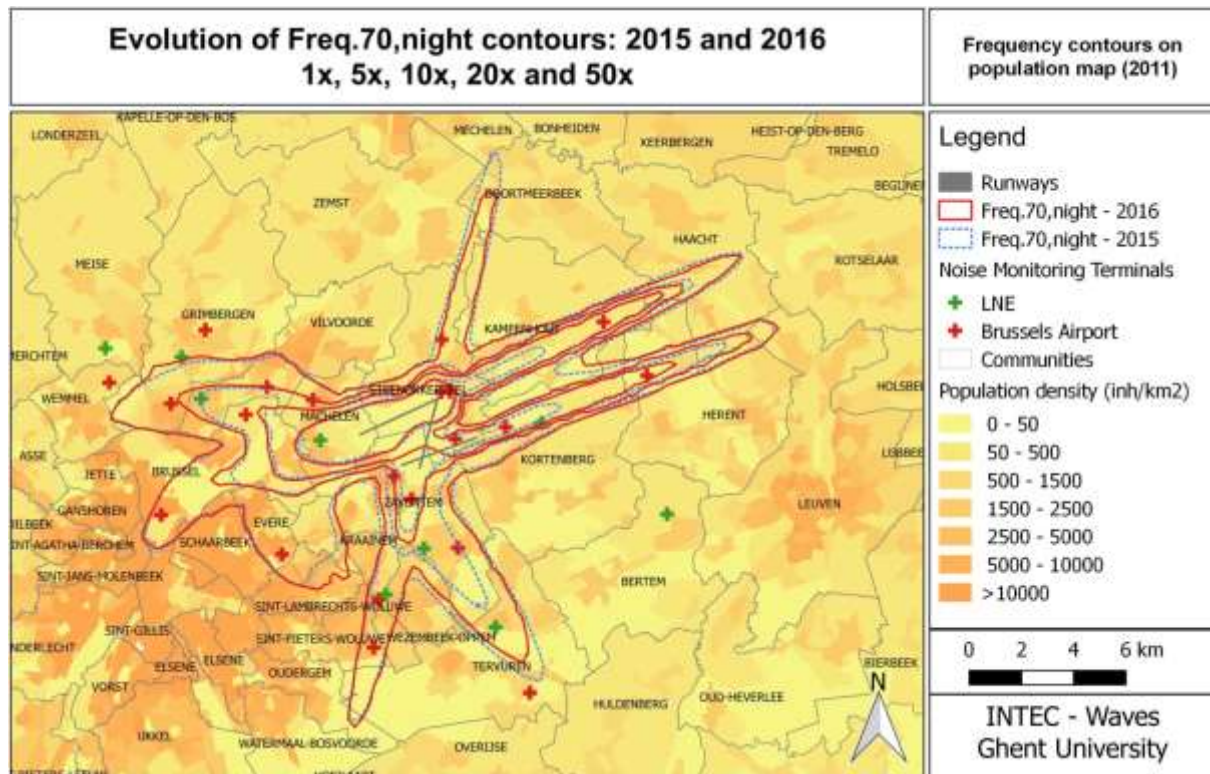 Evolution of Freq.70,night contours: 2015 and 2016
1x, 5x, 10x, 20x and 50x
Frequency contours on
population map (2011)
KAPELLE-OP-DEN-BOS
LONDERZEEL
MECHELEN
BONHEIDEN
KEERBERGEN
HEIST-OP-DEN-BERG
TREMELO
BOORTMEERBEEK
ZEMST
HAACHT
ROTSELAAR
MEISE
GRIMBERGEN
VILVOORDE
KAMPENHOUT
WEMMEL
MACHELEN
HERENT
ASSE
BRUSSEL
KORTENBERG
JETTE
LEUVEN
GANSHOREN
EVERE
ZAVENTEM
SCHAARBEEK
KRAAINEM
INT-AGATHA-BERCHEM
SINT-JANS-MOLENBEEK
BERTEM
SINT-LAMBRECHTS-WOLUWE
SINT-GILLIS
SINT-PIETERS-WOLUWE
WEZEMBEEK-OPPEM
NDERLECHT
ELSENE
ELSENE
TERVUREN
OUDERGEM
BIERBEEK
VORST
HULDENBERG
OUD-HEVERLEE
UKKEL
WATERMAAL-BOSVOORDE
OVERIJSE
N
Legend
Runways
Freq.70,night - 2016
Freq.70,night - 2015
Noise Monitoring Terminals
LNE
Brussels Airport
Communities
Population density (inh/km2)
0 - 50
50 - 500
500 - 1500
1500 - 2500
2500 - 5000
5000 - 10000
>10000
0 2 4 6 km
INTEC - Waves
Ghent University